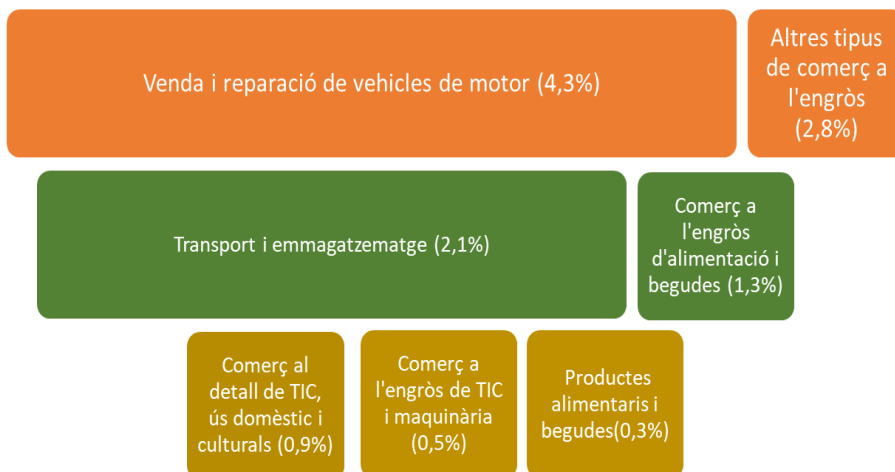 Venda i reparació de vehicles de motor (4,3%)
Altres tipus
de comerç a
l'engròs
(2,8%)
Transport i emmagatzematge (2,1%)
Comerç a
l'engròs
d'alimentació i
begudes (1,3%)
Comerç al
detall de TIC,
ús domèstic i
culturals (0,9%)
Comerç a
l'engròs de TIC
i maquinària
(0,5%)
Productes
alimentaris i
begudes(0,3%)